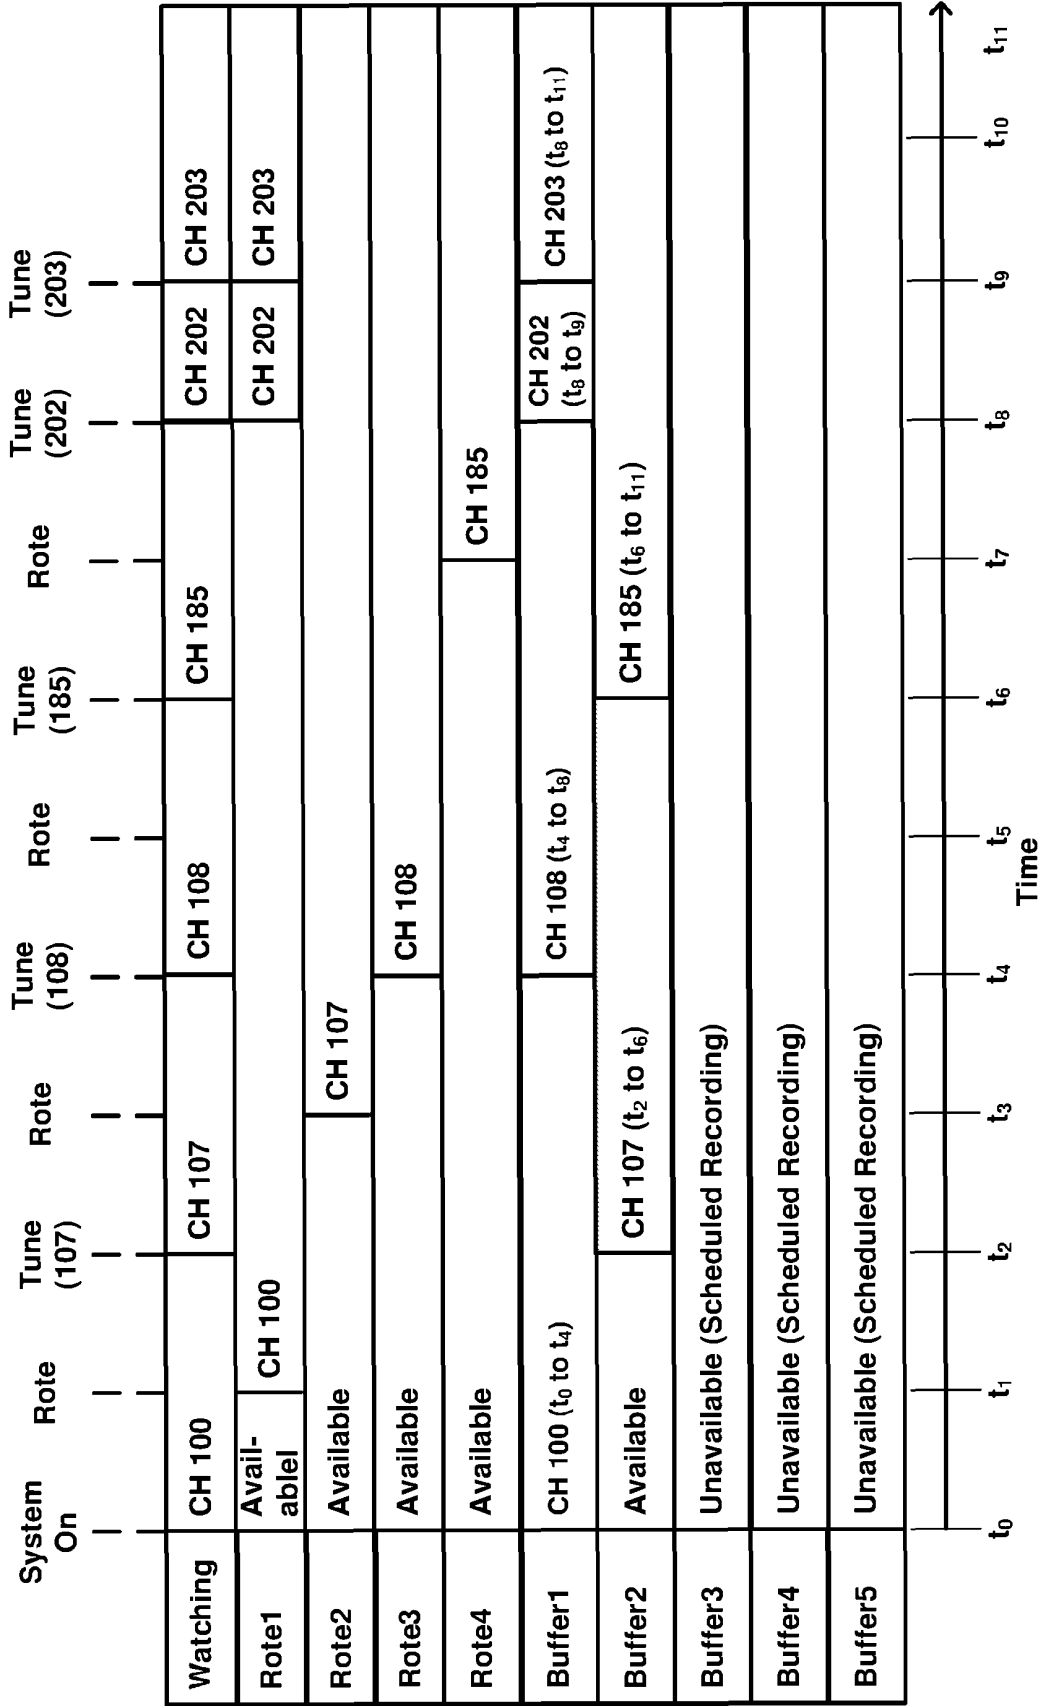 System
On
Rote
Tune
(107)
Rote
Tune
(108)
Rote
Tune
(185)
Rote
Tune
(202)
Tune
(203)
Watching
CH 100
CH 107
CH 108
CH 185
CH 202
CH 203
Rote1
Avail-
ablel
CH 100
CH 202
CH 203
Rote2
Available
CH 107
Rote3
Available
CH 108
Rote4
Available
CH 185
Buffer1
CH 100 (t0 to t4)
CH 108 (t4 to t8)
CH 202
(t8 to t9)
CH 203 (t8 to t11)
Buffer2
Available
CH 107 (t2 to t6)
CH 185 (t6 to t11)
Buffer3
Unavailable (Scheduled Recording)
Buffer4
Unavailable (Scheduled Recording)
Buffer5
Unavailable (Scheduled Recording)
t0
t1
t2
t3
t4
t5
t6
t7
t8
t9
t10
t11
Time